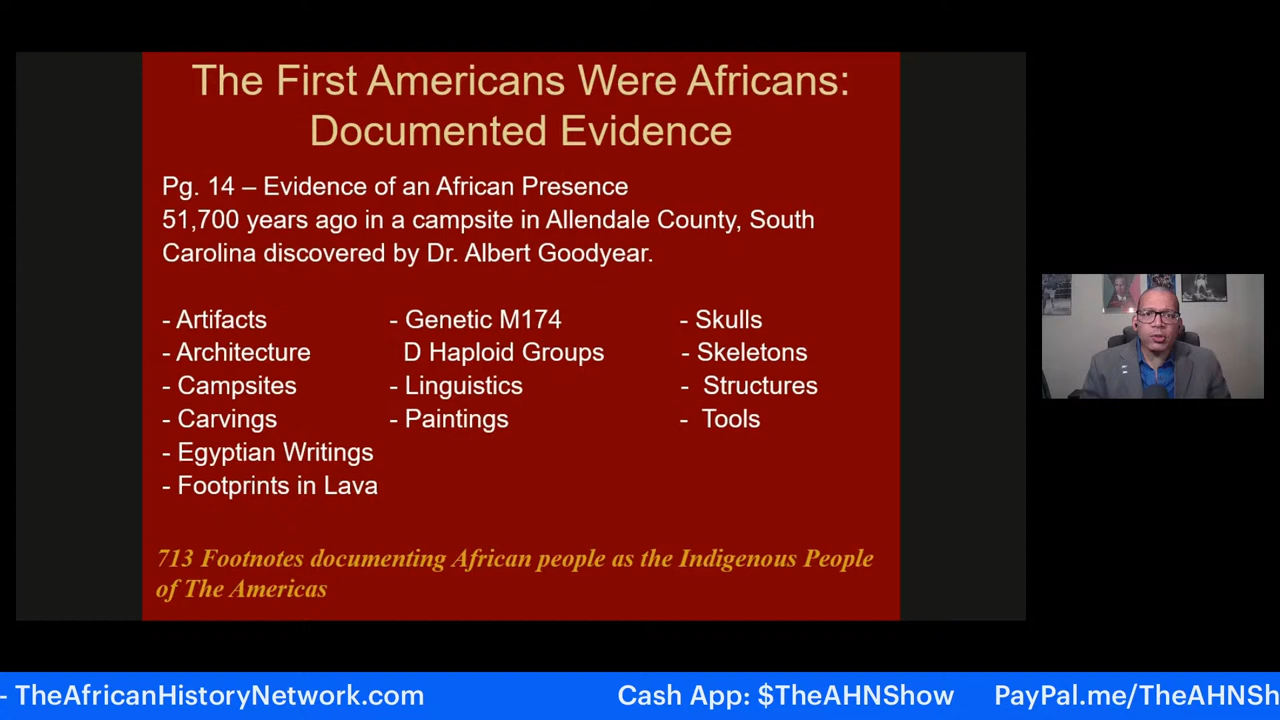 The First Americans Were Africans:
Documented Evidence
Pg. 14 – Evidence of an African Presence
51,700 years ago in a campsite in Allendale County, South
Carolina discovered by Dr. Albert Goodyear.
- Artifacts
- Architecture
- Campsites
- Carvings
- Egyptian Writings
- Footprints in Lava
- Genetic M174
D Haploid Groups
- Linguistics
- Paintings
- Skulls
- Skeletons
- Structures
- Tools
713 Footnotes documenting African people as the Indigenous People
of The Americas
- TheAfricanHistoryNetwork.com Cash App: $TheAHNShow PayPal.me/TheAHNSh